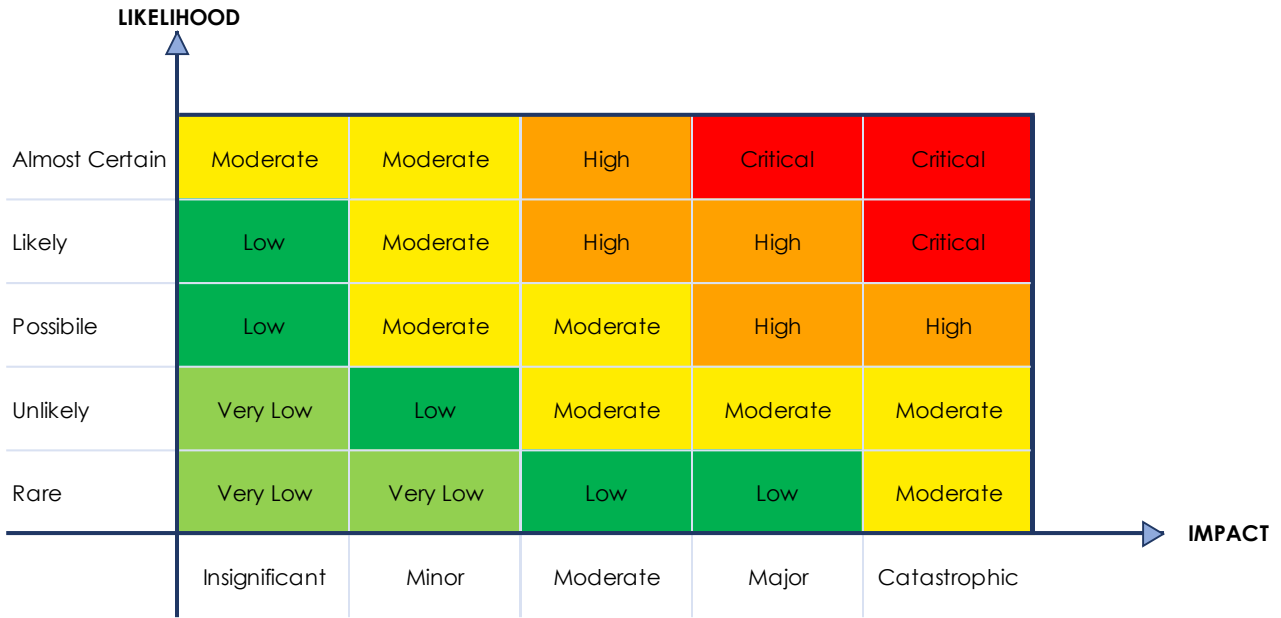 LIKELIHOOD
Almost Certain Moderate Moderate High Critical Critical
Likely Low Moderate High High Critical
Possibile Low Moderate Moderate High High
Unlikely Very Low Low Moderate Moderate Moderate
Rare Very Low Very Low Low Low Moderate
IMPACT
Insignificant Minor Moderate Major Catastrophic